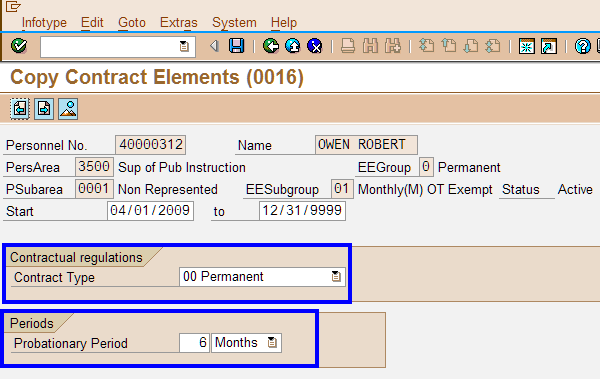 Infotype Edit Goto Extras System Help
Copy Contract Elements (0016)
Personnel No. 40000312 Name OWEN ROBERT
PersArea 3500 Sup of Pub Instruction EEGroup 0 Permanent
PSubarea 0001 Non Represented EESubgroup 01 Monthly(M) OT Exempt Status Active
Start 04/01/2009 to 12/31/9999
Contractual regulations
Contract Type 00 Permanent
Periods
Probationary Period 6 Months